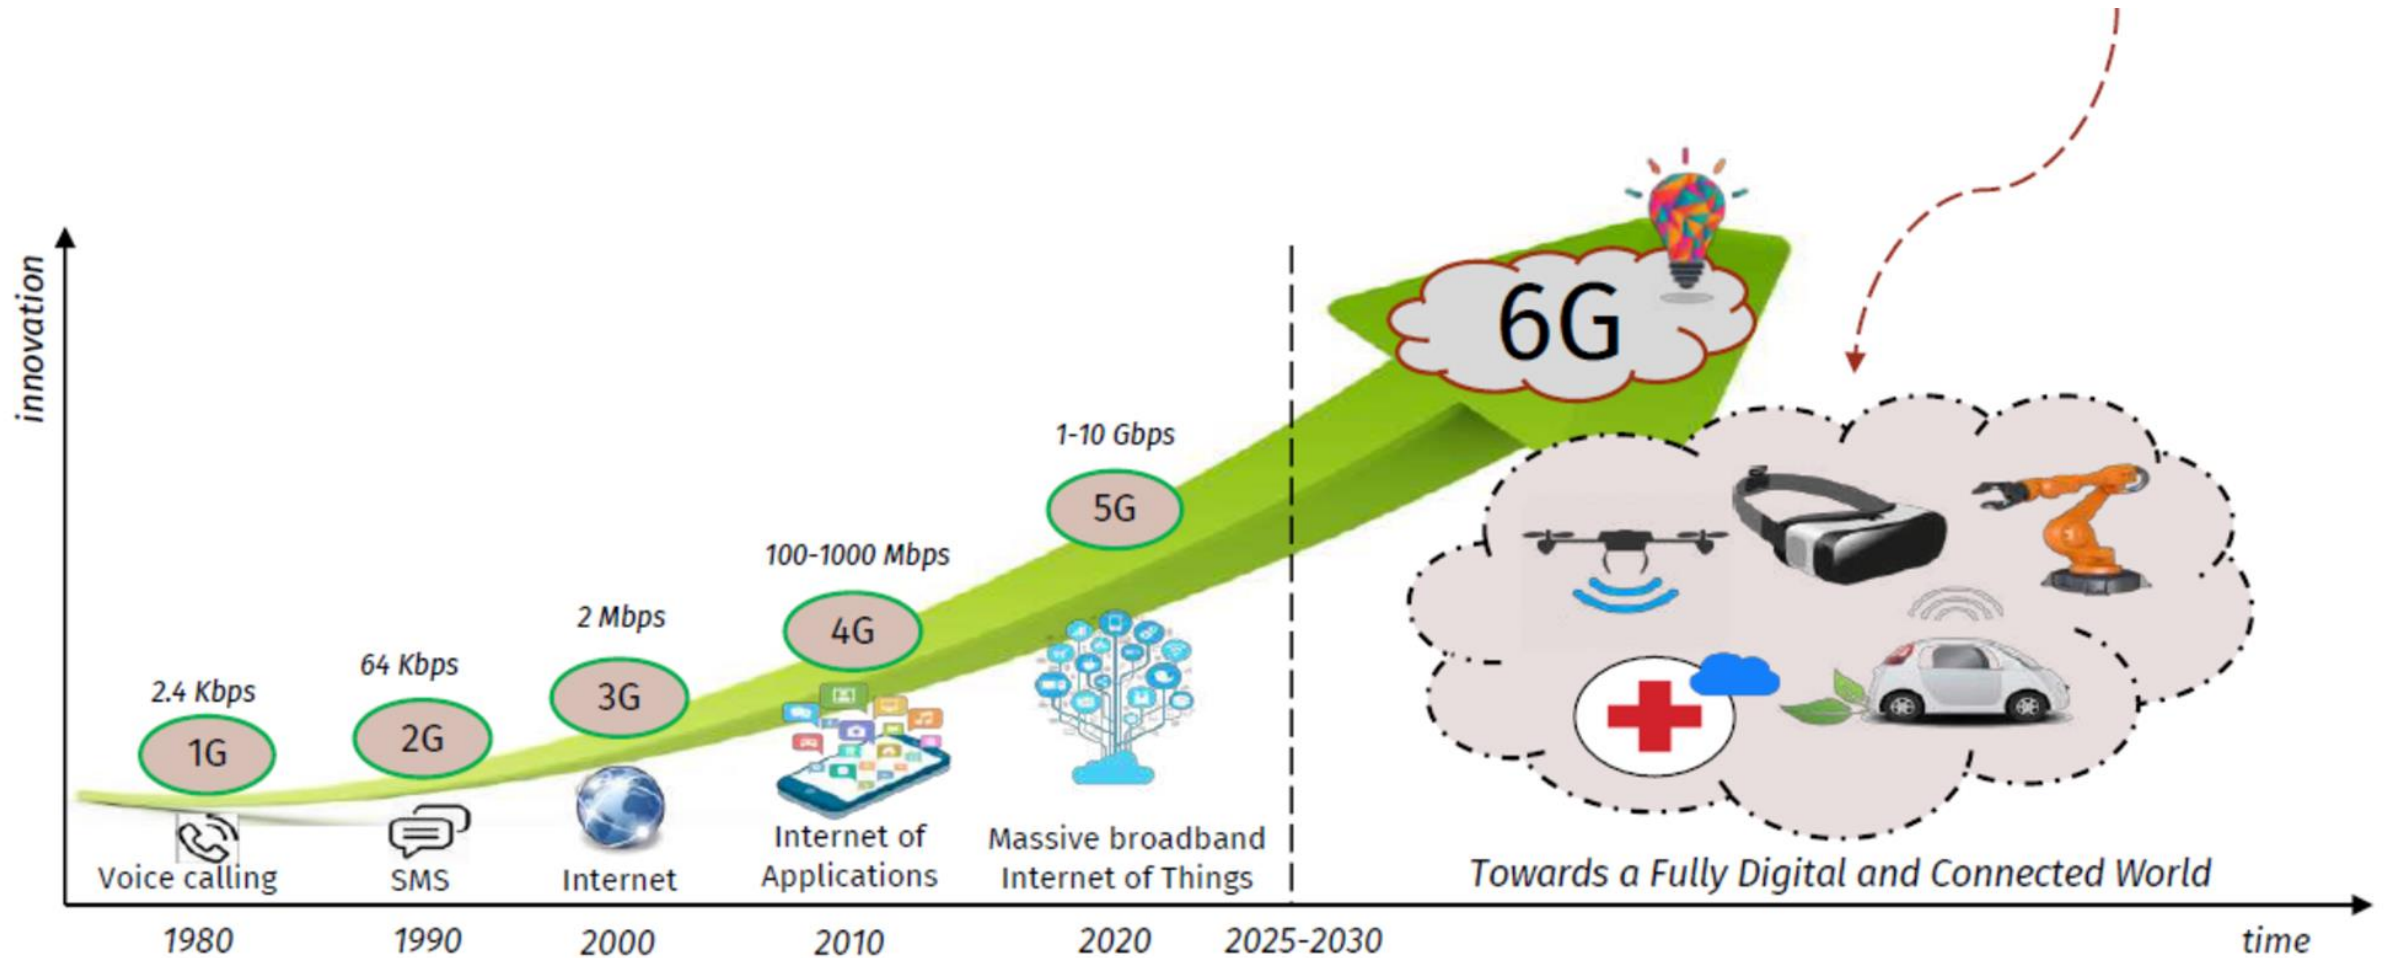 innovation
6G
1-10 Gbps
5G
100-1000 Mbps
4G
2 Mbps
3G
64 Kbps
2G
2.4 Kbps
1G
Voice calling
SMS
Internet
Internet of
Applications
Massive broadband
Internet of Things
Towards a Fully Digital and Connected World
1980
1990
2000
2010
2020
2025-2030
time